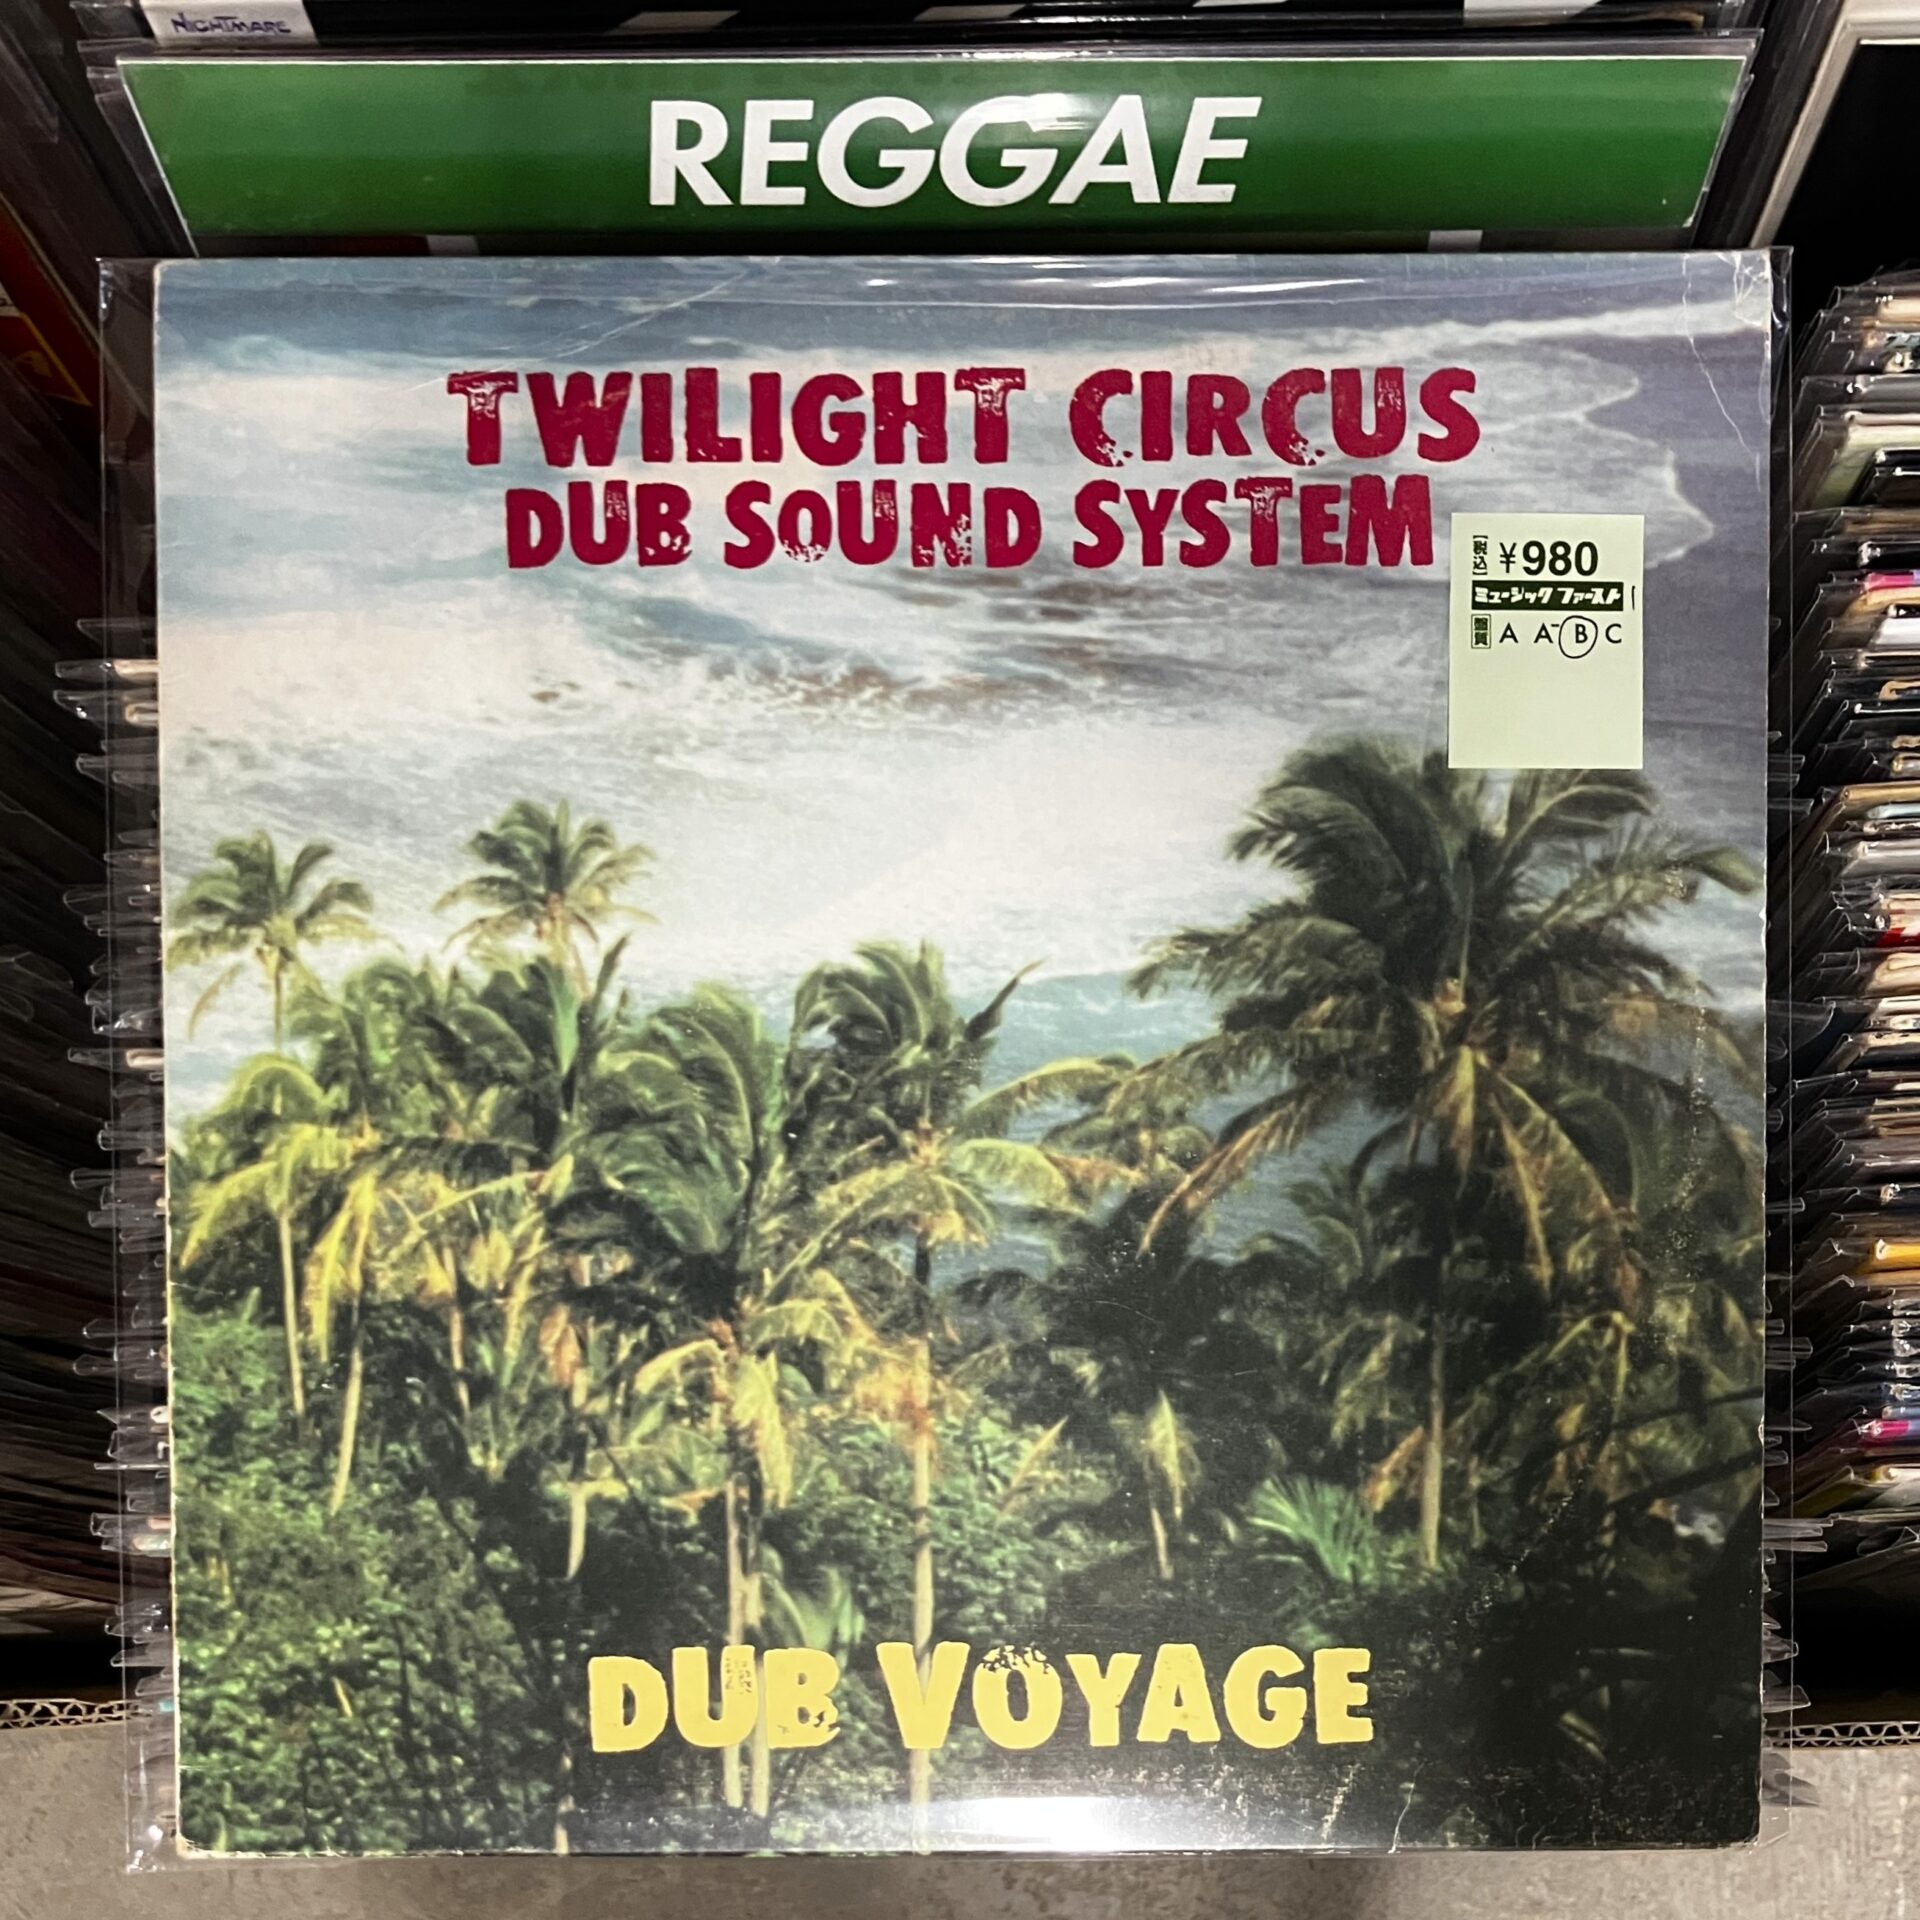 NIGHTMARE
REGGAE
TWILIGHT CIRCUS
DUB SOUND SYSTEM
[税込] ¥980
ミュージックファースト
盤質 A A- B C
DUB VOYAGE